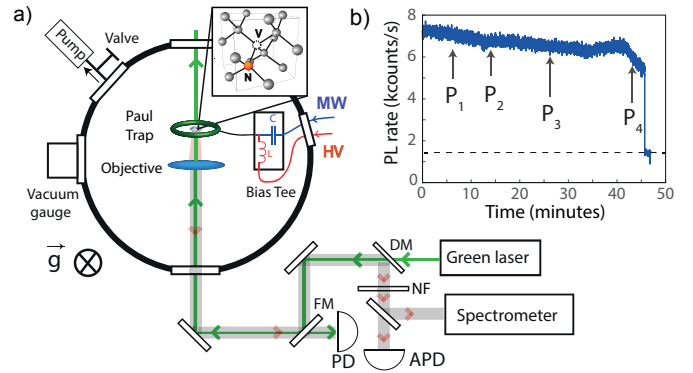 a)
Pump
Valve
V
N
Paul
Trap
C
L
MW
HV
Objective
Bias Tee
Vacuum
gauge
g
DM
Green laser
NF
FM
Spectrometer
PD
APD
b)
PL rate (kcounts/s)
8
6
4
2
0
P1
P2
P3
P4
0
10
20
30
40
50
Time (minutes)